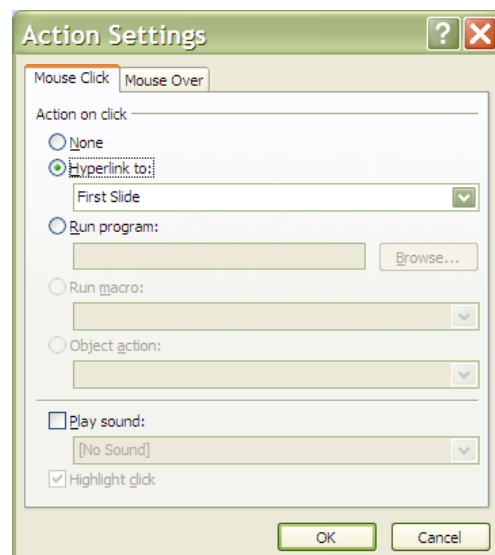 Action Settings
?
Mouse Click Mouse Over
Action on click
None
Hyperlink to:
First Slide
Run program:
Browse...
Run macro:
Object action:
Play sound:
[No Sound]
Highlight click
OK Cancel